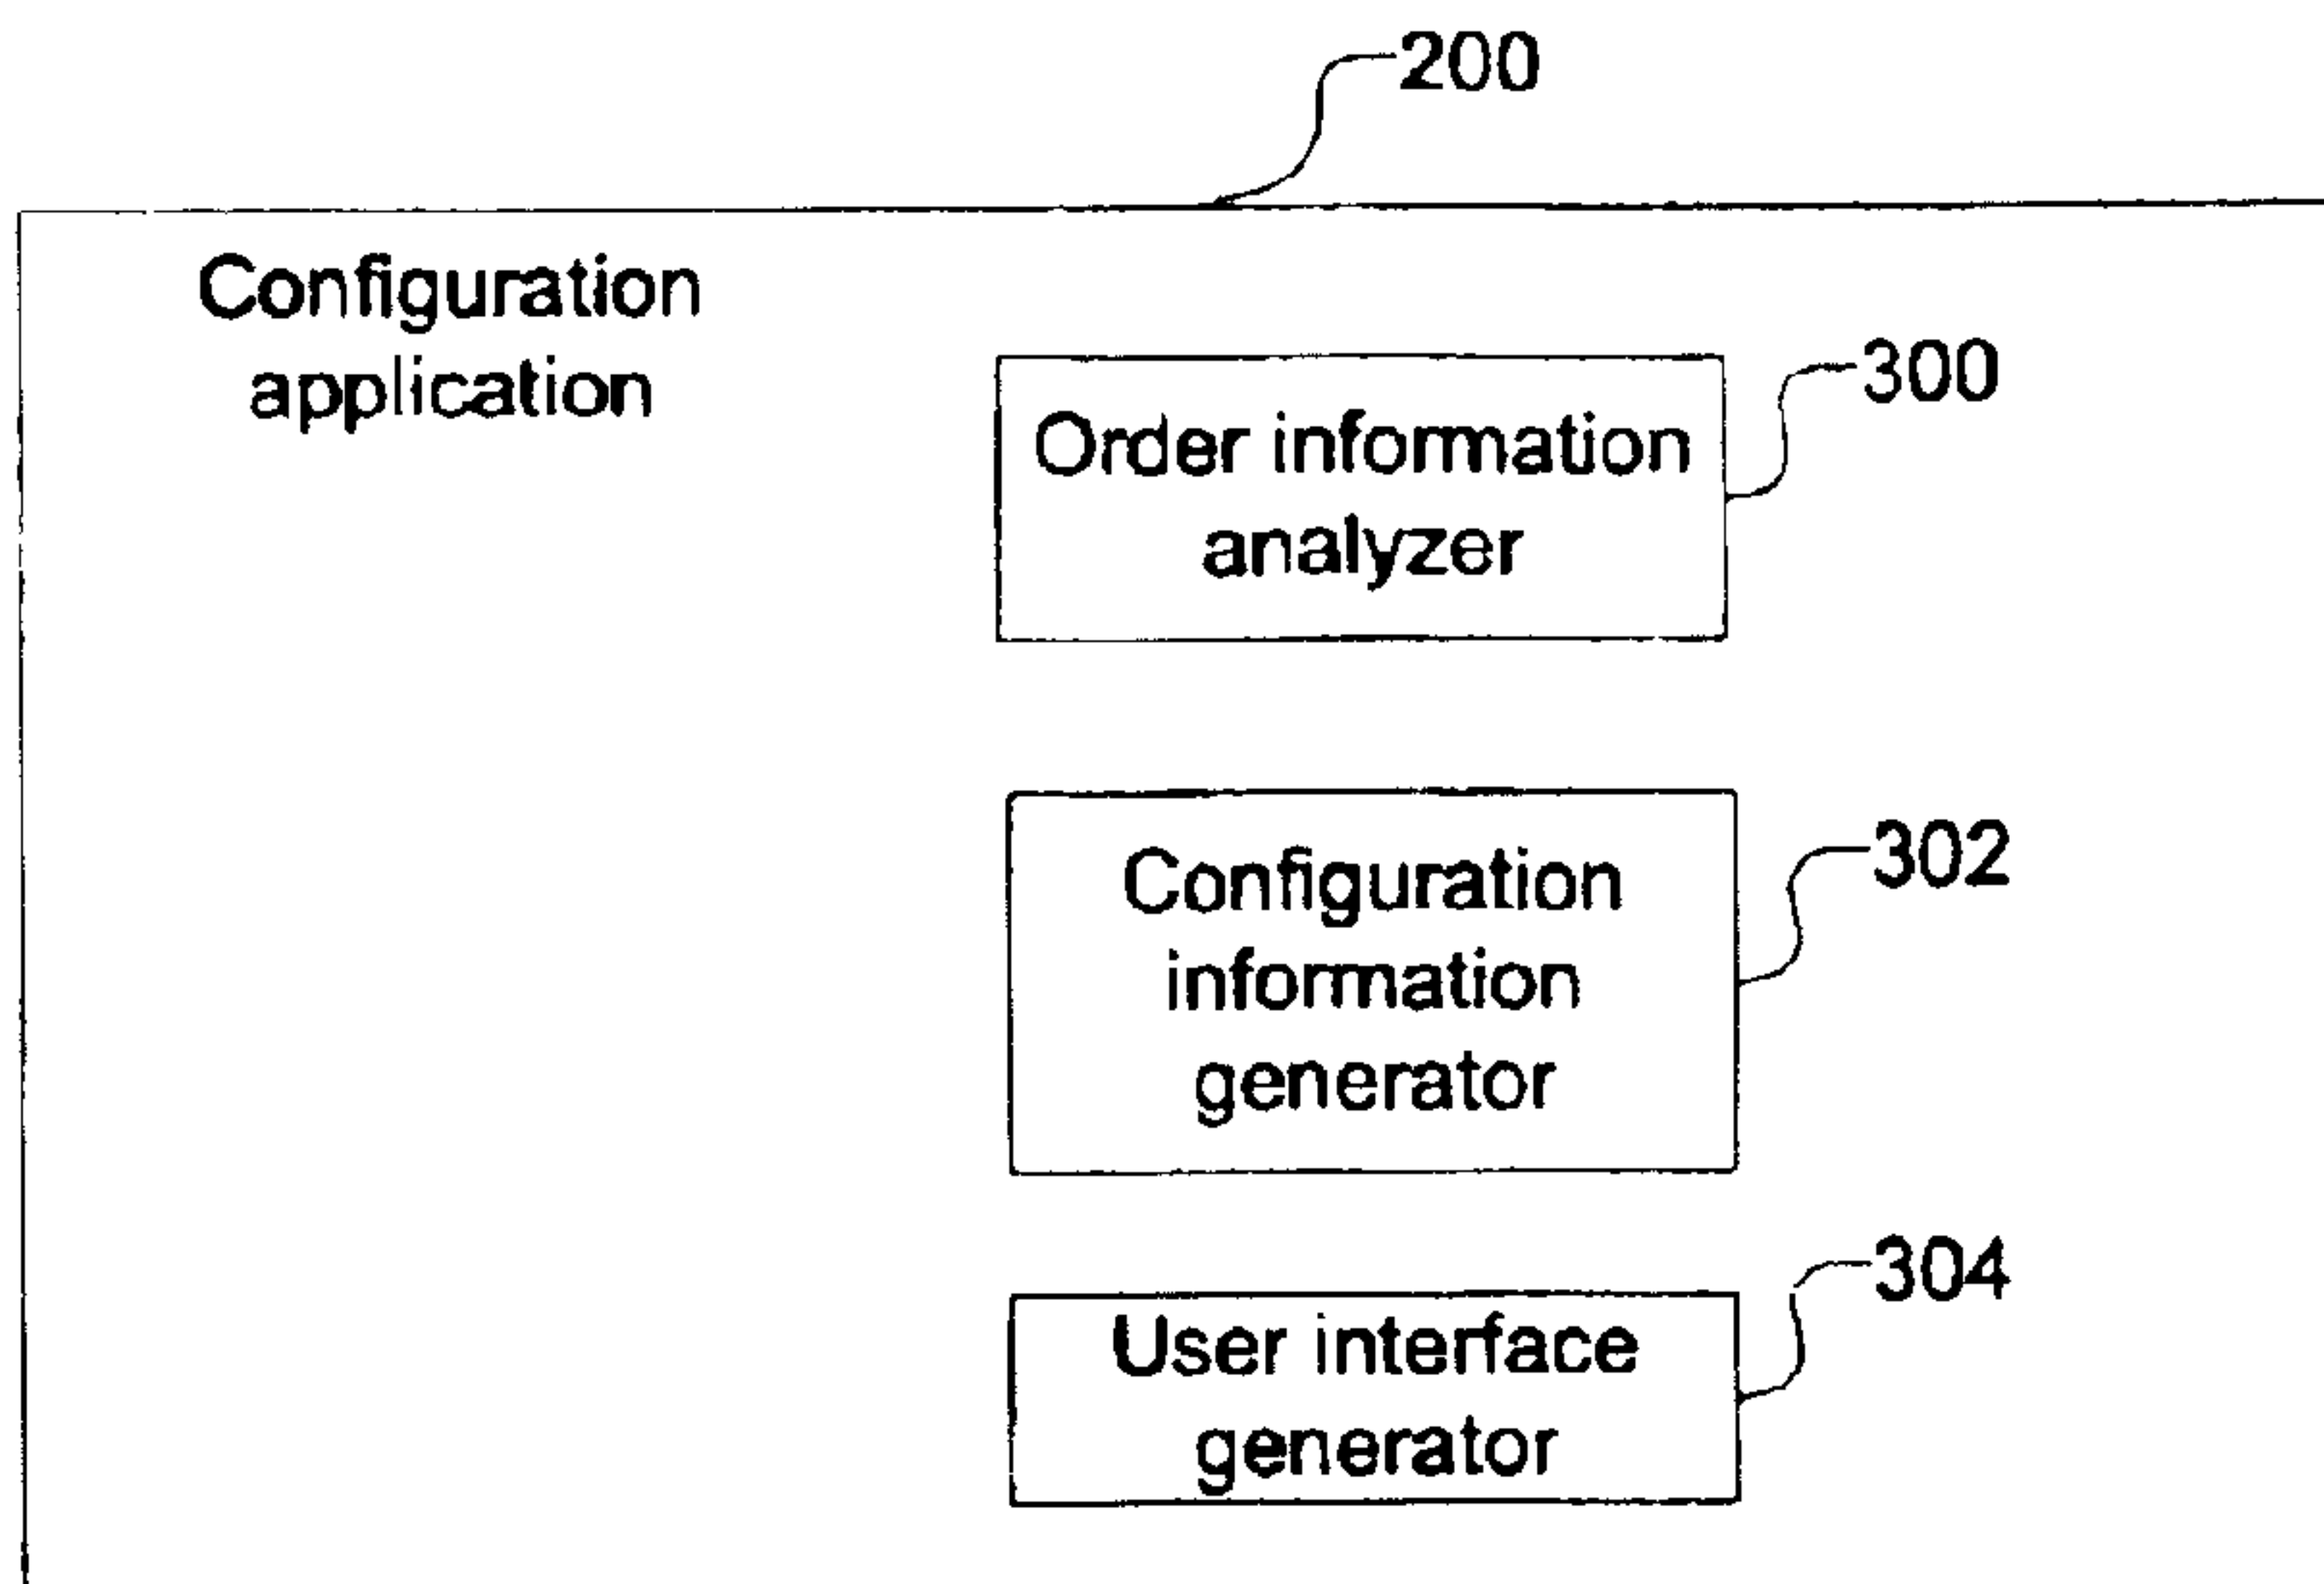 200
Configuration
application
300
Order information
analyzer
302
Configuration
information
generator
304
User interface
generator